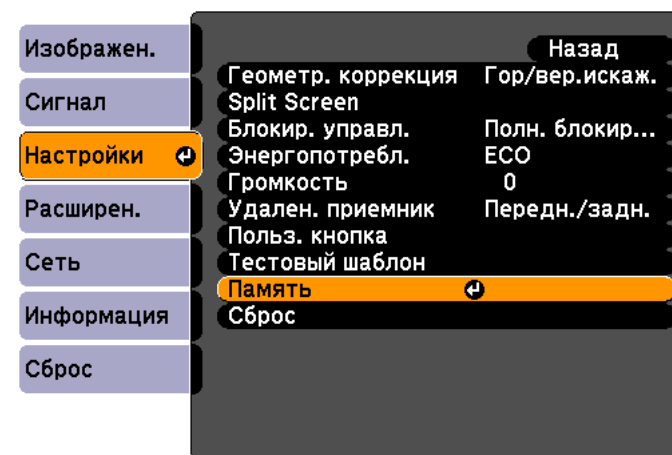 Изображен.
Сигнал
Настройки
Расширен.
Сеть
Информация
Сброс
Назад
Геометр. коррекция Гор/вер.искаж.
Split Screen
Блокир. управл. Полн. блокир...
Энергопотребл. ECO
Громкость 0
Удален. приемник Передн./задн.
Польз. кнопка
Тестовый шаблон
Память
Сброс